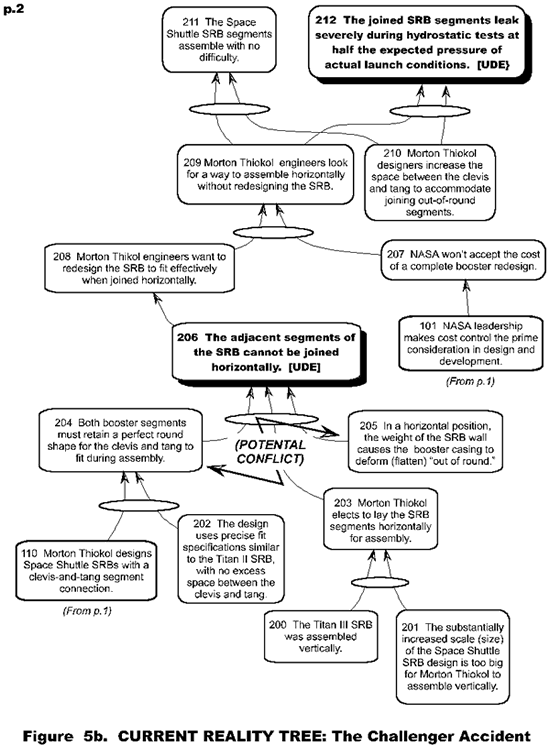 p.2
211 The Space
Shuttle SRB segments
assemble with no
difficulty.
212 The joined SRB segments leak
severely during hydrostatic tests at
half the expected pressure of
actual launch conditions. [UDE}
209 Morton Thiokol engineers look
for a way to assemble horizontally
without redesigning the SRB.
210 Morton Thiokol
designers increase the
space between the clevis
and tang to accommodate
joining out-of-round
segments.
208 Morton Thikol engineers want to
redesign the SRB to fit effectively
when joined horizontally.
207 NASA won't accept the cost
of a complete booster redesign.
206 The adjacent segments of
the SRB cannot be joined
horizontally. [UDE]
101 NASA leadership
makes cost control the prime
consideration in design and
development.
(From p.1)
204 Both booster segments
must retain a perfect round
shape for the clevis and tang to
fit during assembly.
(POTENTAL
CONFLICT)
205 In a horizontal position,
the weight of the SRB wall
causes the booster casing to
deform (flatten) "out of round."
203 Morton Thiokol
elects to lay the SRB
segments horizontally
for assembly.
110 Morton Thiokol designs
Space Shuttle SRBs with a
clevis-and-tang segment
connection.
(From p.1)
202 The design
uses precise fit
specifications similar
to the Titan II SRB,
with no excess
space between the
clevis and tang.
200 The Titan III SRB
was assembled
vertically.
201 The substantially
increased scale (size)
of the Space Shuttle
SRB design is too big
for Morton Thiokol to
assemble vertically.
Figure 5b. CURRENT REALITY TREE: The Challenger Accident